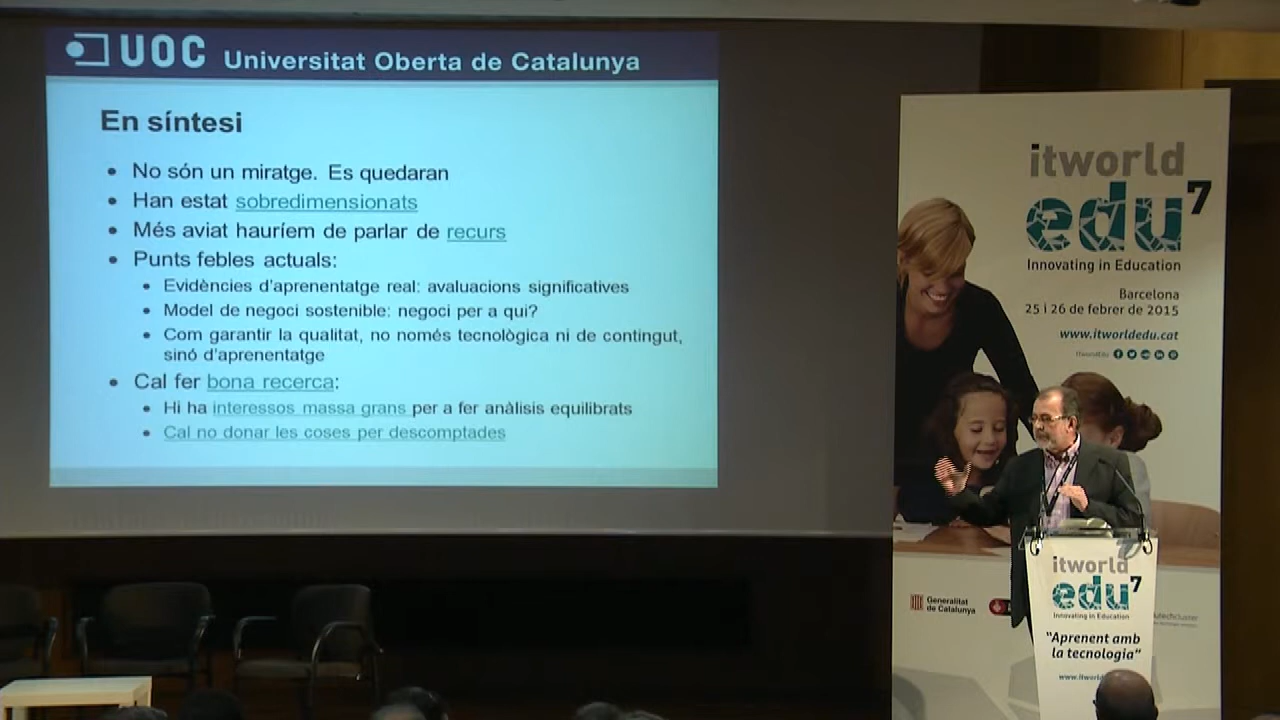 UOC Universitat Oberta de Catalunya
En síntesi
• No són un miratge. Es quedaran
• Han estat sobredimensionats
• Més aviat hauríem de parlar de recurs
• Punts febles actuals:
• Evidències d'aprenentatge real: avaluacions significatives
• Model de negoci sostenible: negoci per a qui?
• Com garantir la qualitat, no només tecnològica ni de contingut,
sinó d'aprenentatge
• Cal fer bona recerca:
• Hi ha interessos massa grans per a fer anàlisis equilibrats
• Cal no donar les coses per descomptades
itworld
edu7
Innovating in Education
Barcelona
25 i 26 de febrer de 2015
www.itworldedu.cat
Generalitat
de Catalunya
itworld
edu7
Innovating in Education
"Aprenent amb
la tecnologia"